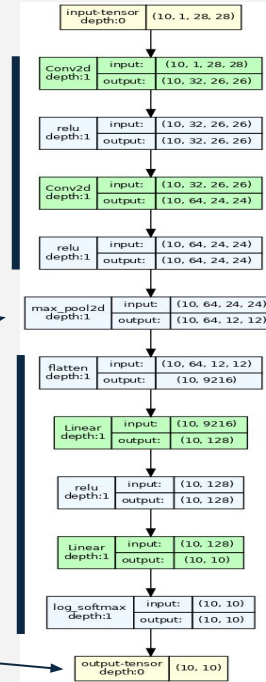 input-tensor
depth:0
(10, 1, 28, 28)
Conv2d
depth:1
input: (10, 1, 28, 28)
output: (10, 32, 26, 26)
relu
depth:1
input: (10, 32, 26, 26)
output: (10, 32, 26, 26)
Conv2d
depth:1
input: (10, 32, 26, 26)
output: (10, 64, 24, 24)
relu
depth:1
input: (10, 64, 24, 24)
output: (10, 64, 24, 24)
max_pool2d
depth:1
input: (10, 64, 24, 24)
output: (10, 64, 12, 12)
flatten
depth:1
input: (10, 64, 12, 12)
output: (10, 9216)
Linear
depth:1
input: (10, 9216)
output: (10, 128)
relu
depth:1
input: (10, 128)
output: (10, 128)
Linear
depth:1
input: (10, 128)
output: (10, 10)
log_softmax
depth:1
input: (10, 10)
output: (10, 10)
output-tensor
depth:0
(10, 10)